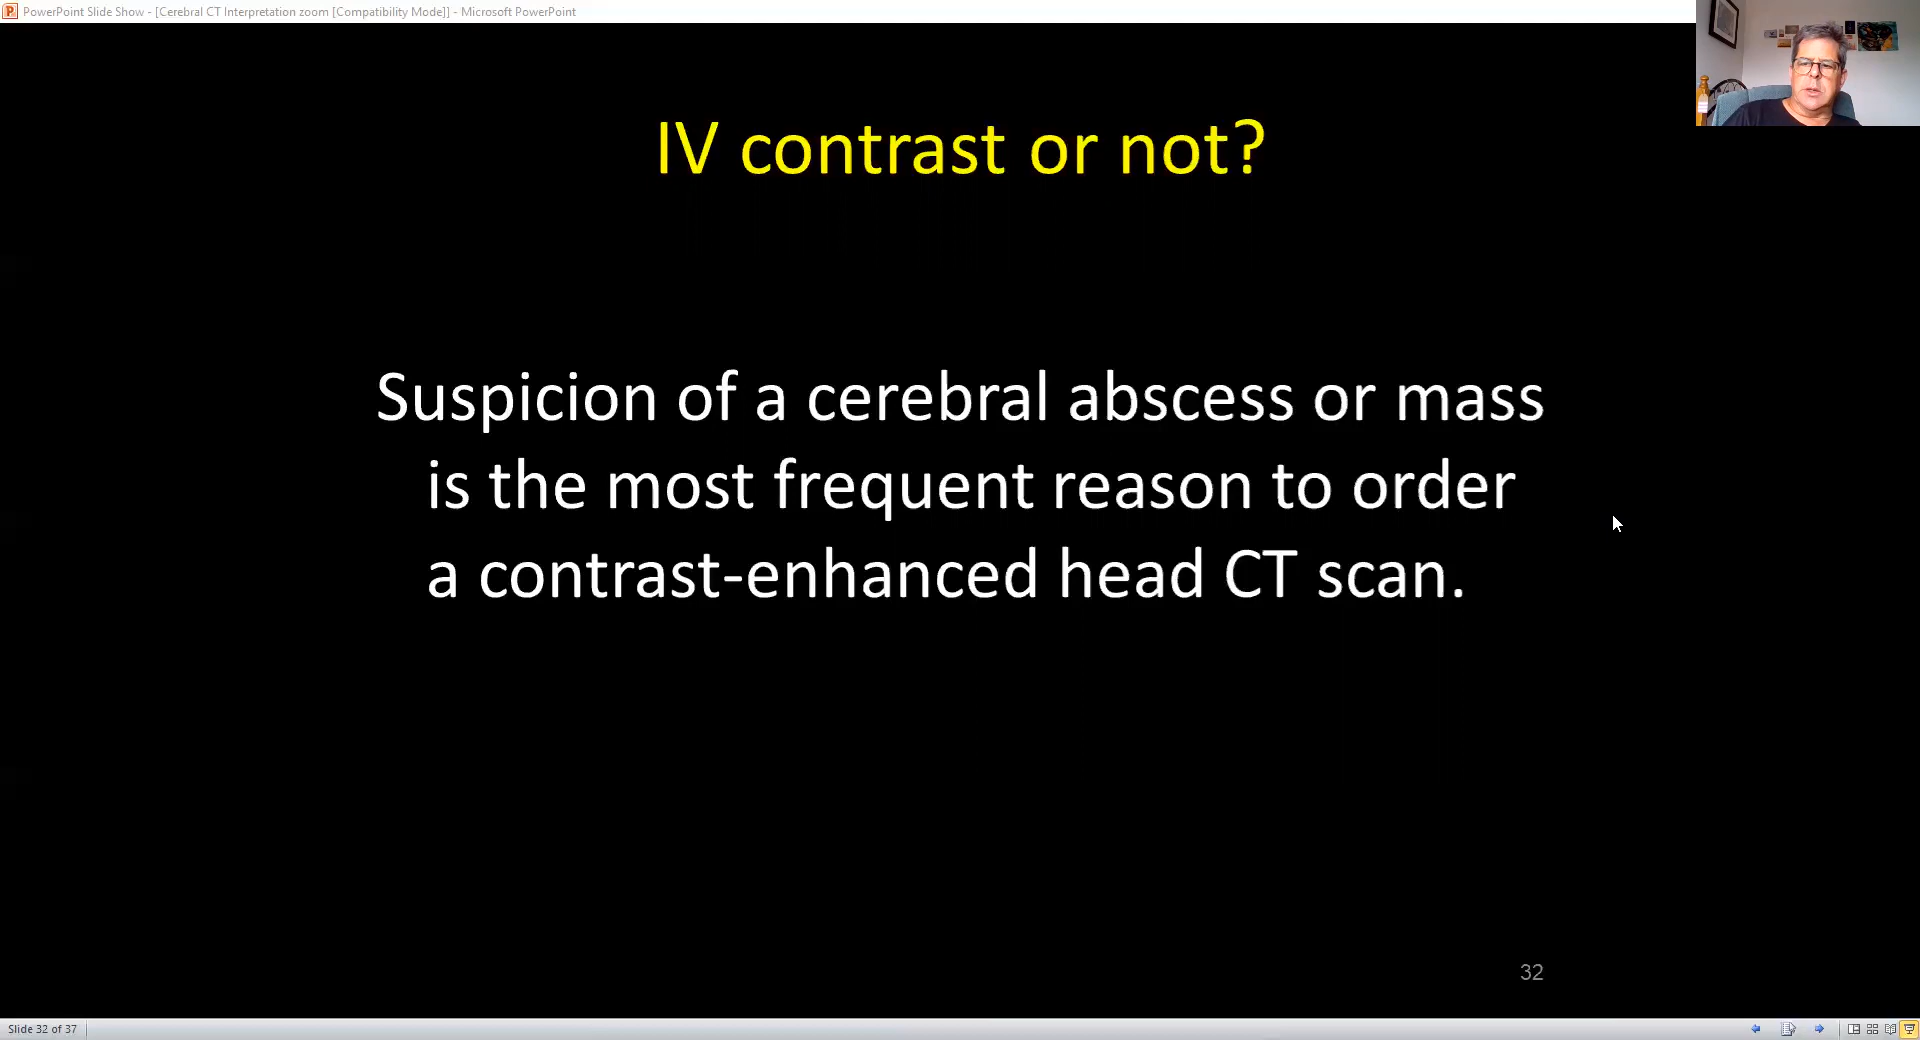 PowerPoint Slide Show - [Cerebral CT Interpretation zoom [Compatibility Mode]] - Microsoft PowerPoint
IV contrast or not?
Suspicion of a cerebral abscess or mass
is the most frequent reason to order
a contrast-enhanced head CT scan.
32
Slide 32 of 37